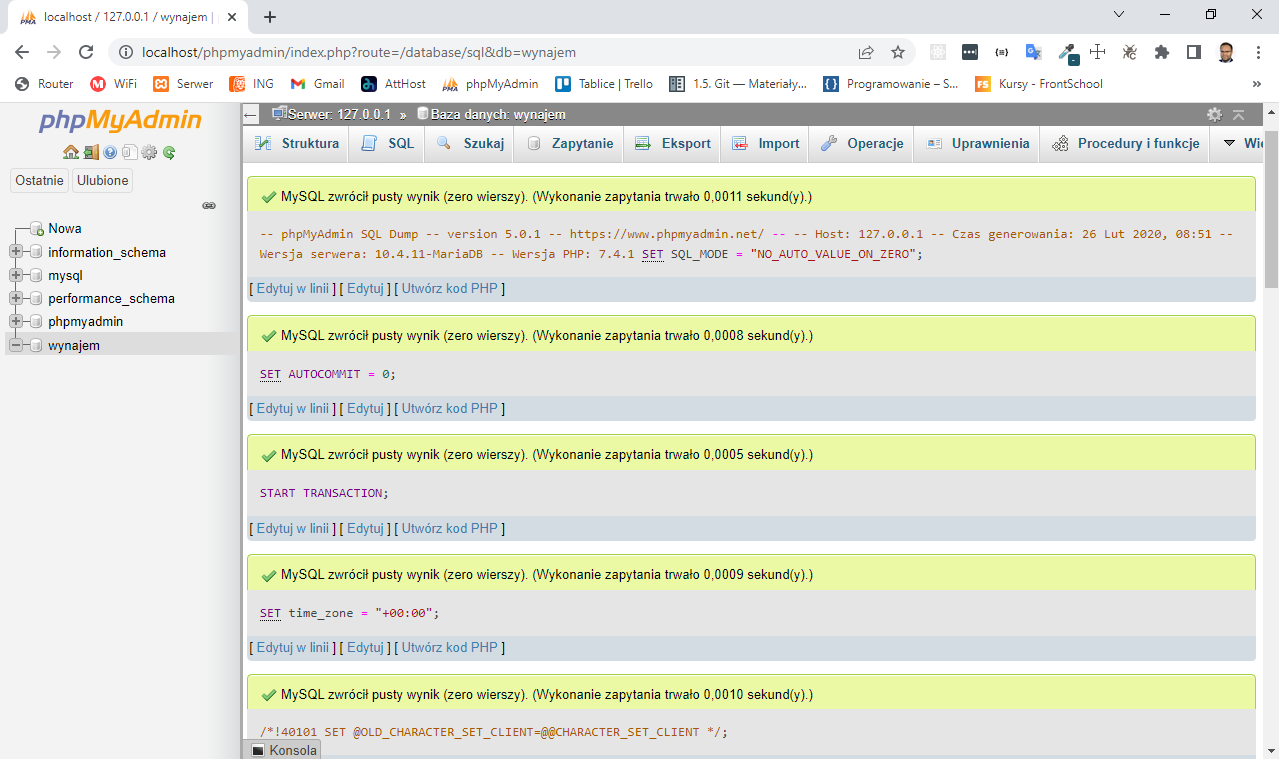 localhost / 127.0.0.1 / wynajem |
localhost/phpmyadmin/index.php?route=/database/sql&db=wynajem
Router WiFi Serwer ING Gmail AttHost phpMyAdmin Tablice | Trello 1.5. Git — Materiały... Programowanie – S... Kursy - FrontSchool »
phpMyAdmin
Ostatnie Ulubione
Nowa
information_schema
mysql
performance_schema
phpmyadmin
wynajem
Serwer: 127.0.0.1 » Baza danych: wynajem
Struktura SQL Szukaj Zapytanie Eksport Import Operacje Uprawnienia Procedury i funkcje
MySQL zwrócił pusty wynik (zero wierszy). (Wykonanie zapytania trwało 0,0011 sekund(y).)
-- phpMyAdmin SQL Dump -- version 5.0.1 -- https://www.phpmyadmin.net/ -- -- Host: 127.0.0.1 -- Czas generowania: 26 Lut 2020, 08:51 --
Wersja serwera: 10.4.11-MariaDB -- Wersja PHP: 7.4.1 SET SQL_MODE = "NO_AUTO_VALUE_ON_ZERO";
[ Edytuj w linii ] [ Edytuj ] [ Utwórz kod PHP ]
MySQL zwrócił pusty wynik (zero wierszy). (Wykonanie zapytania trwało 0,0008 sekund(y).)
SET AUTOCOMMIT = 0;
[ Edytuj w linii ] [ Edytuj ] [ Utwórz kod PHP ]
MySQL zwrócił pusty wynik (zero wierszy). (Wykonanie zapytania trwało 0,0005 sekund(y).)
START TRANSACTION;
[ Edytuj w linii ] [ Edytuj ] [ Utwórz kod PHP ]
MySQL zwrócił pusty wynik (zero wierszy). (Wykonanie zapytania trwało 0,0009 sekund(y).)
SET time_zone = "+00:00";
[ Edytuj w linii ] [ Edytuj ] [ Utwórz kod PHP ]
MySQL zwrócił pusty wynik (zero wierszy). (Wykonanie zapytania trwało 0,0010 sekund(y).)
/*!40101 SET @OLD_CHARACTER_SET_CLIENT=@@CHARACTER_SET_CLIENT */;
Konsola